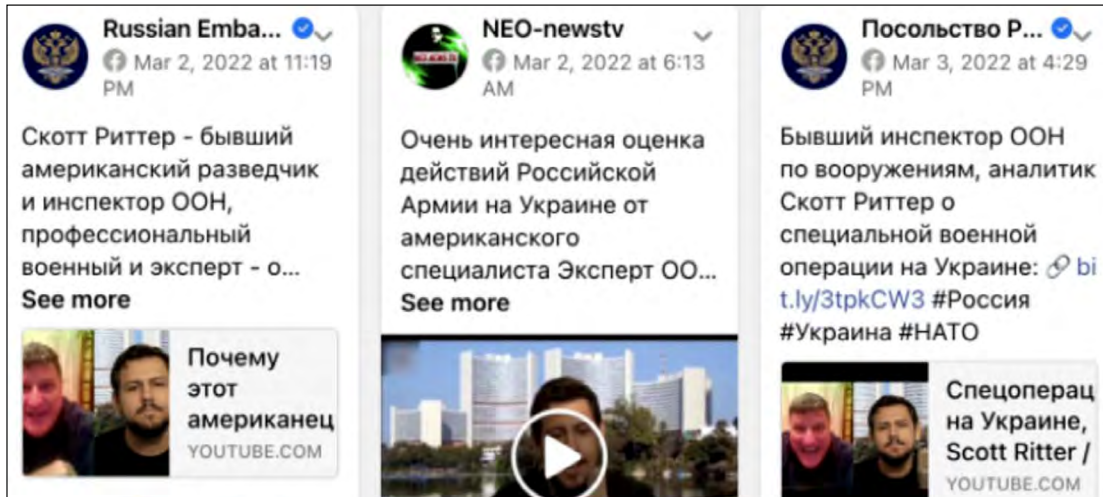 Russian Emba...
Mar 2, 2022 at 11:19
PM
Скотт Риттер - бывший
американский разведчик
и инспектор ООН,
профессиональный
военный и эксперт - о...
See more
Почему
этот
американец
YOUTUBE.COM
NEO-newstv
Mar 2, 2022 at 6:13
AM
Очень интересная оценка
действий Российской
Армии на Украине от
американского
специалиста Эксперт ОО...
See more
Посольство Р...
Mar 3, 2022 at 4:29
PM
Бывший инспектор ООН
по вооружениям, аналитик
Скотт Риттер о
специальной военной
операции на Украине: bi
t.ly/3tpkCW3 #Россия
#Украина #НАТО
Спецоперац
на Украине,
Scott Ritter /
YOUTUBE.COM